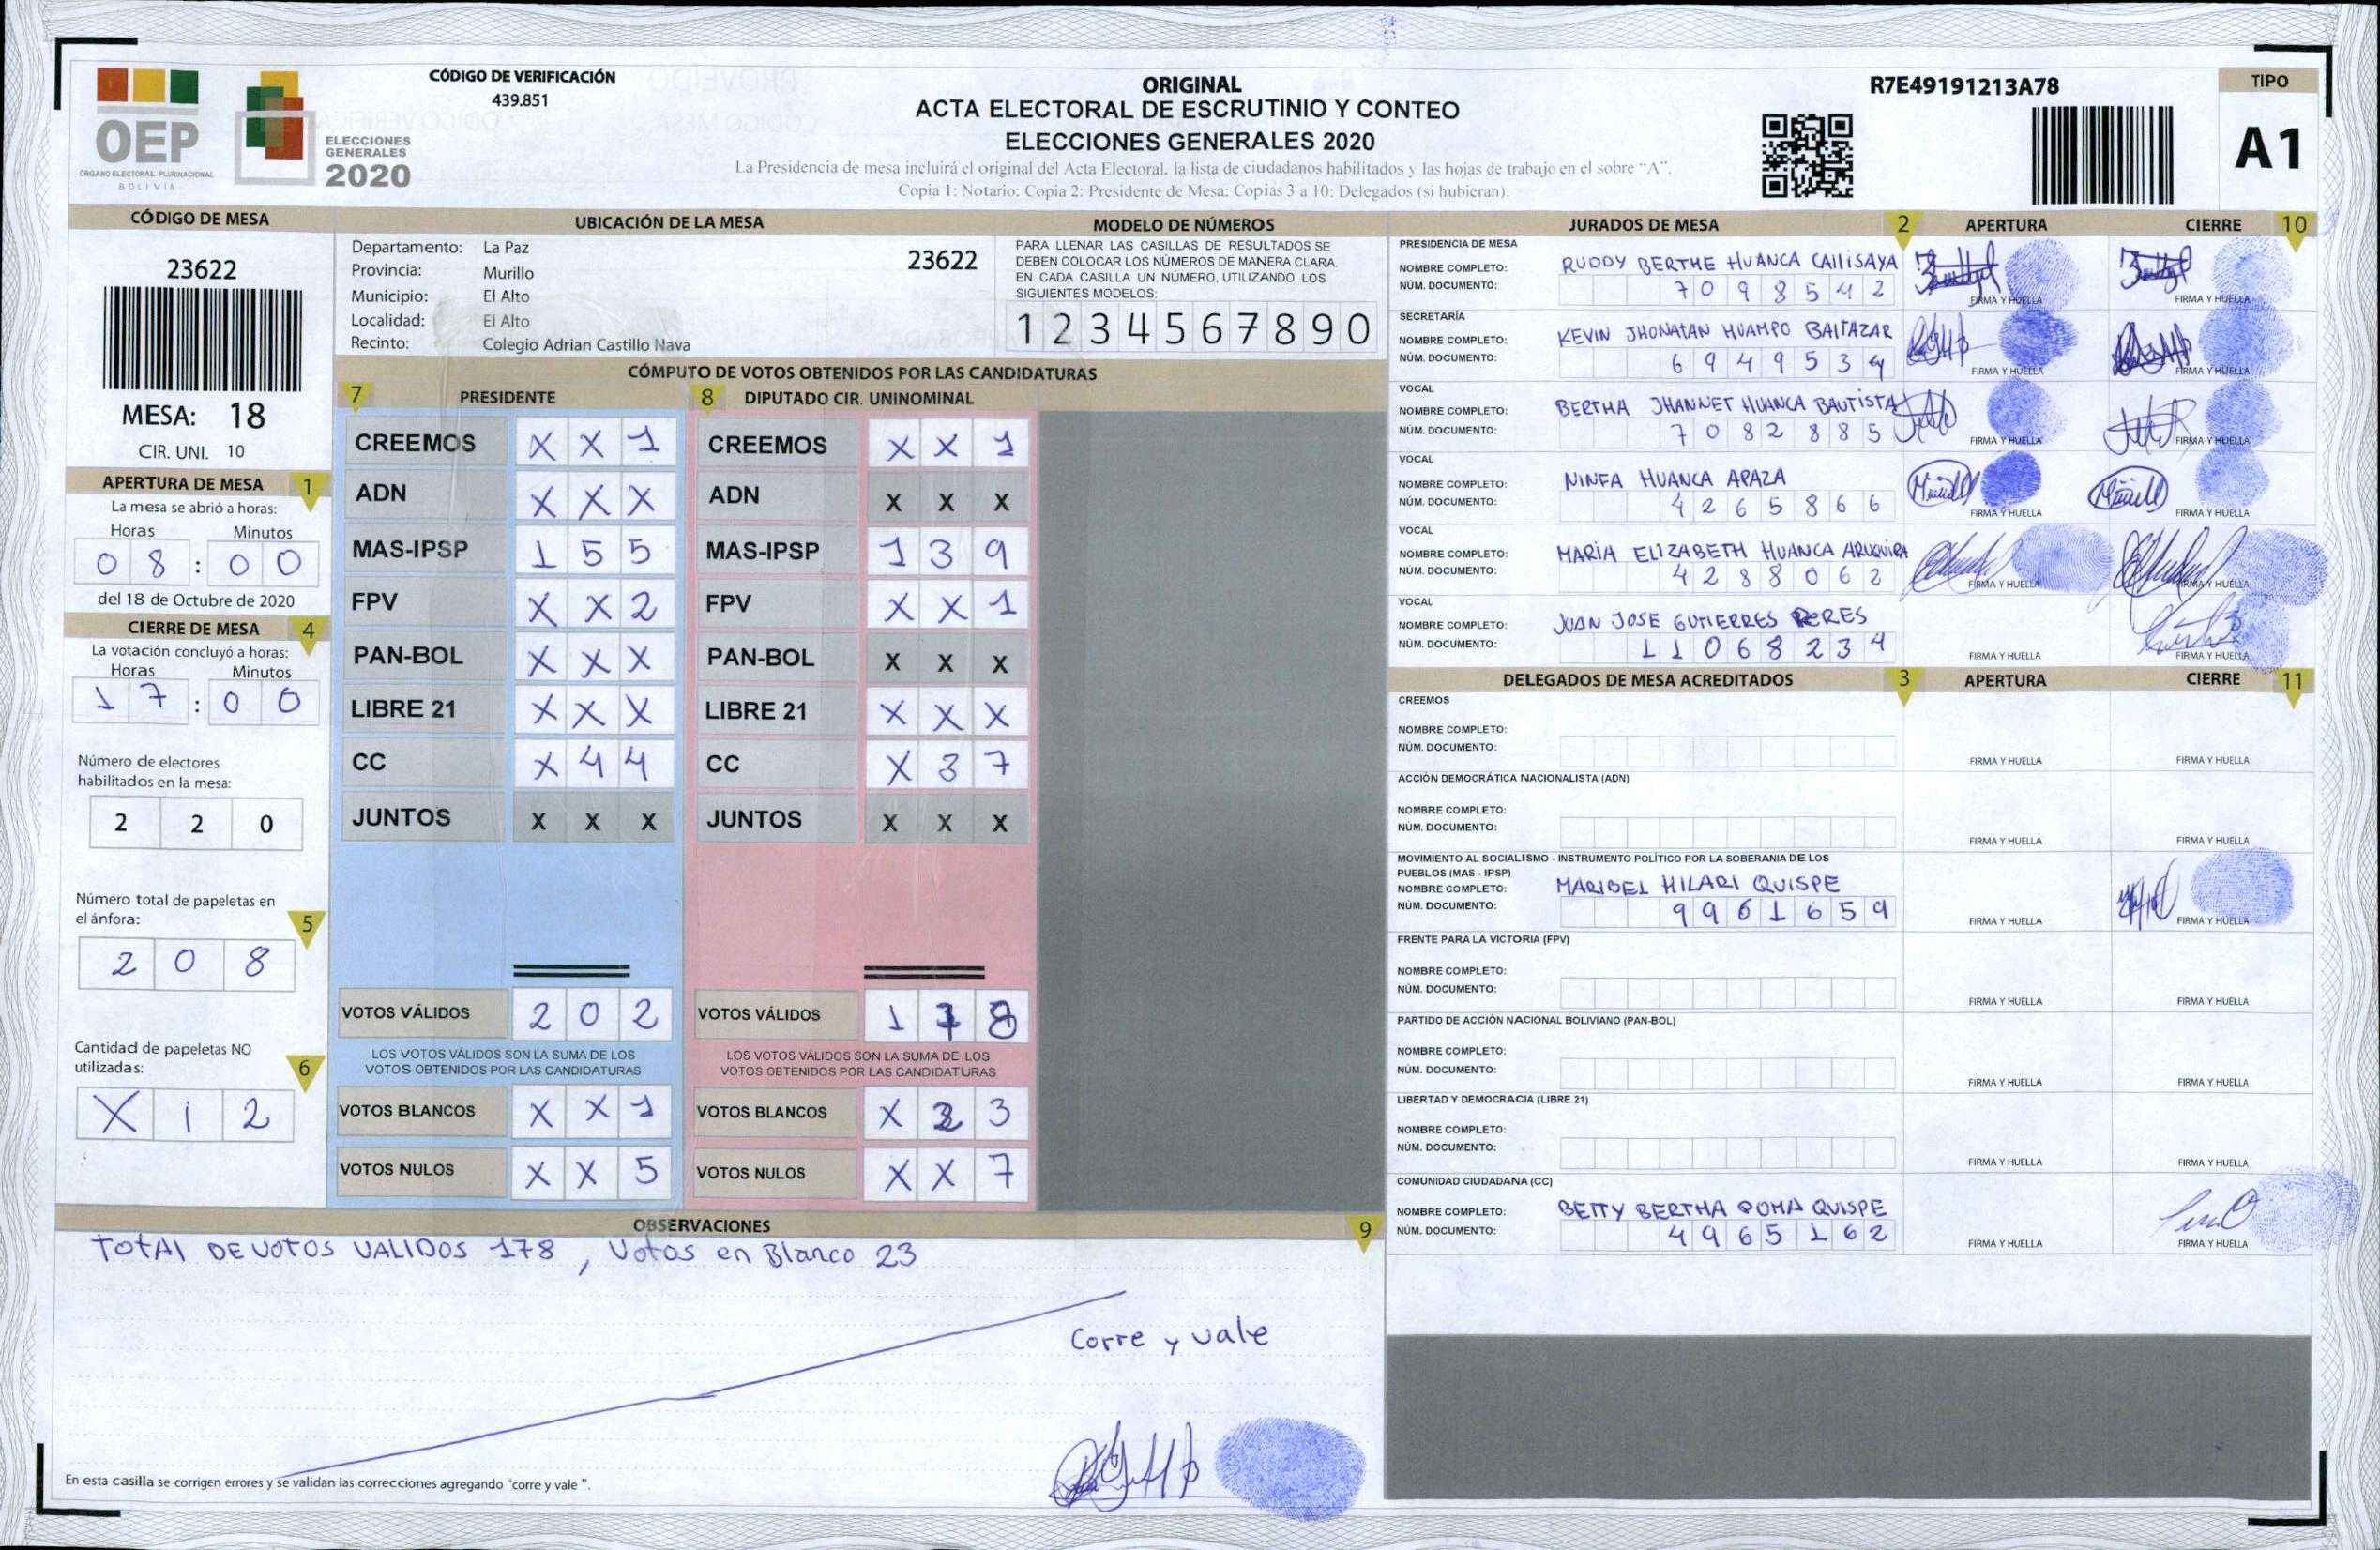 CÓDIGO DE VERIFICACIÓN
439.851
OEP
ÓRGANO ELECTORAL PLURINACIONAL
BOLIVIA
ELECCIONES
GENERALES
2020
ORIGINAL
ACTA ELECTORAL DE ESCRUTINIO Y CONTEO
ELECCIONES GENERALES 2020
La Presidencia de mesa incluirá el original del Acta Electoral, la lista de ciudadanos habilitados y las hojas de trabajo en el sobre "A".
Copia 1: Notario: Copia 2: Presidente de Mesa: Copias 3 a 10: Delegados (si hubieran).
R7E49191213A78
TIPO
A1
CÓDIGO DE MESA
23622
MESA: 18
CIR. UNI. 10
APERTURA DE MESA 1
La mesa se abrió a horas:
Horas Minutos
0 8 : 0 0
del 18 de Octubre de 2020
CIERRE DE MESA 4
La votación concluyó a horas:
Horas Minutos
1 7 : 0 0
Número de electores
habilitados en la mesa:
2 2 0
Número total de papeletas en
el ánfora: 5
2 0 8
Cantidad de papeletas NO
utilizadas: 6
X 1 2
UBICACIÓN DE LA MESA
Departamento: La Paz 23622
Provincia: Murillo
Municipio: El Alto
Localidad: El Alto
Recinto: Colegio Adrian Castillo Nava
MODELO DE NÚMEROS
PARA LLENAR LAS CASILLAS DE RESULTADOS SE
DEBEN COLOCAR LOS NÚMEROS DE MANERA CLARA.
EN CADA CASILLA UN NÚMERO, UTILIZANDO LOS
SIGUIENTES MODELOS:
1 2 3 4 5 6 7 8 9 0
CÓMPUTO DE VOTOS OBTENIDOS POR LAS CANDIDATURAS
7 PRESIDENTE
CREEMOS X X 1
ADN X X X
MAS-IPSP 1 5 5
FPV X X 2
PAN-BOL X X X
LIBRE 21 X X X
CC X 4 4
JUNTOS X X X
VOTOS VÁLIDOS 2 0 2
LOS VOTOS VÁLIDOS SON LA SUMA DE LOS
VOTOS OBTENIDOS POR LAS CANDIDATURAS
VOTOS BLANCOS X X 1
VOTOS NULOS X X 5
8 DIPUTADO CIR. UNINOMINAL
CREEMOS X X 1
ADN X X X
MAS-IPSP 1 3 9
FPV X X 1
PAN-BOL X X X
LIBRE 21 X X X
CC X 3 7
JUNTOS X X X
VOTOS VÁLIDOS 1 7 8
LOS VOTOS VÁLIDOS SON LA SUMA DE LOS
VOTOS OBTENIDOS POR LAS CANDIDATURAS
VOTOS BLANCOS X 2 3
VOTOS NULOS X X 7
OBSERVACIONES 9
TOTAL DE VOTOS VALIDOS 178, Votos en Blanco 23
Corre y vale
En esta casilla se corrigen errores y se validan las correcciones agregando "corre y vale ".
JURADOS DE MESA 2 APERTURA CIERRE 10
PRESIDENCIA DE MESA
NOMBRE COMPLETO: RUDDY BERTHE HUANCA CALLISAYA
NÚM. DOCUMENTO: 7 0 9 8 5 4 2
FIRMA Y HUELLA FIRMA Y HUELLA
SECRETARÍA
NOMBRE COMPLETO: KEVIN JHONATAN HUAMPO BALTAZAR
NÚM. DOCUMENTO: 6 9 4 9 5 3 4
FIRMA Y HUELLA FIRMA Y HUELLA
VOCAL
NOMBRE COMPLETO: BERTHA JHANNET HUANCA BAUTISTA
NÚM. DOCUMENTO: 7 0 8 2 8 8 5
FIRMA Y HUELLA FIRMA Y HUELLA
VOCAL
NOMBRE COMPLETO: NINFA HUANCA APAZA
NÚM. DOCUMENTO: 4 2 6 5 8 6 6
FIRMA Y HUELLA FIRMA Y HUELLA
VOCAL
NOMBRE COMPLETO: MARIA ELIZABETH HUANCA ARUQUIPA
NÚM. DOCUMENTO: 4 2 8 8 0 6 2
FIRMA Y HUELLA FIRMA Y HUELLA
VOCAL
NOMBRE COMPLETO: JUAN JOSE GUTIERRES PERES
NÚM. DOCUMENTO: 1 1 0 6 8 2 3 4
FIRMA Y HUELLA FIRMA Y HUELLA
DELEGADOS DE MESA ACREDITADOS 3 APERTURA CIERRE 11
CREEMOS
NOMBRE COMPLETO:
NÚM. DOCUMENTO:
FIRMA Y HUELLA FIRMA Y HUELLA
ACCIÓN DEMOCRÁTICA NACIONALISTA (ADN)
NOMBRE COMPLETO:
NÚM. DOCUMENTO:
FIRMA Y HUELLA FIRMA Y HUELLA
MOVIMIENTO AL SOCIALISMO - INSTRUMENTO POLÍTICO POR LA SOBERANIA DE LOS
PUEBLOS (MAS - IPSP)
NOMBRE COMPLETO: MARIBEL HILARI QUISPE
NÚM. DOCUMENTO: 9 9 6 1 6 5 9
FIRMA Y HUELLA FIRMA Y HUELLA
FRENTE PARA LA VICTORIA (FPV)
NOMBRE COMPLETO:
NÚM. DOCUMENTO:
FIRMA Y HUELLA FIRMA Y HUELLA
PARTIDO DE ACCIÓN NACIONAL BOLIVIANO (PAN-BOL)
NOMBRE COMPLETO:
NÚM. DOCUMENTO:
FIRMA Y HUELLA FIRMA Y HUELLA
LIBERTAD Y DEMOCRACIA (LIBRE 21)
NOMBRE COMPLETO:
NÚM. DOCUMENTO:
FIRMA Y HUELLA FIRMA Y HUELLA
COMUNIDAD CIUDADANA (CC)
NOMBRE COMPLETO: BETTY BERTHA POMA QUISPE
NÚM. DOCUMENTO: 4 9 6 5 1 6 2
FIRMA Y HUELLA FIRMA Y HUELLA